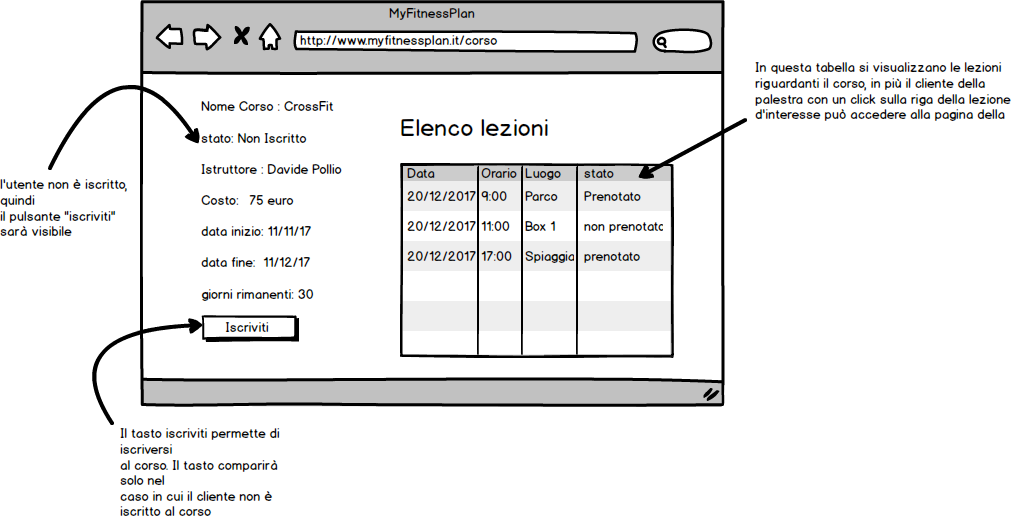 MyFitnessPlan
http://www.myfitnessplan.it/corso
In questa tabella si visualizzano le lezioni
riguardanti il corso, in più il cliente della
palestra con un click sulla riga della lezione
d'interesse può accedere alla pagina della
Nome Corso : CrossFit
stato: Non Iscritto
Istruttore : Davide Pollio
Costo: 75 euro
data inizio: 11/11/17
data fine: 11/12/17
giorni rimanenti: 30
Iscriviti
Elenco lezioni
Data Orario Luogo stato
20/12/2017 9:00 Parco Prenotato
20/12/2017 11:00 Box 1 non prenotato
20/12/2017 17:00 Spiaggia prenotato
l'utente non è iscritto,
quindi
il pulsante "iscriviti"
sarà visibile
Il tasto iscriviti permette di
iscriversi
al corso. Il tasto comparirà
solo nel
caso in cui il cliente non è
iscritto al corso